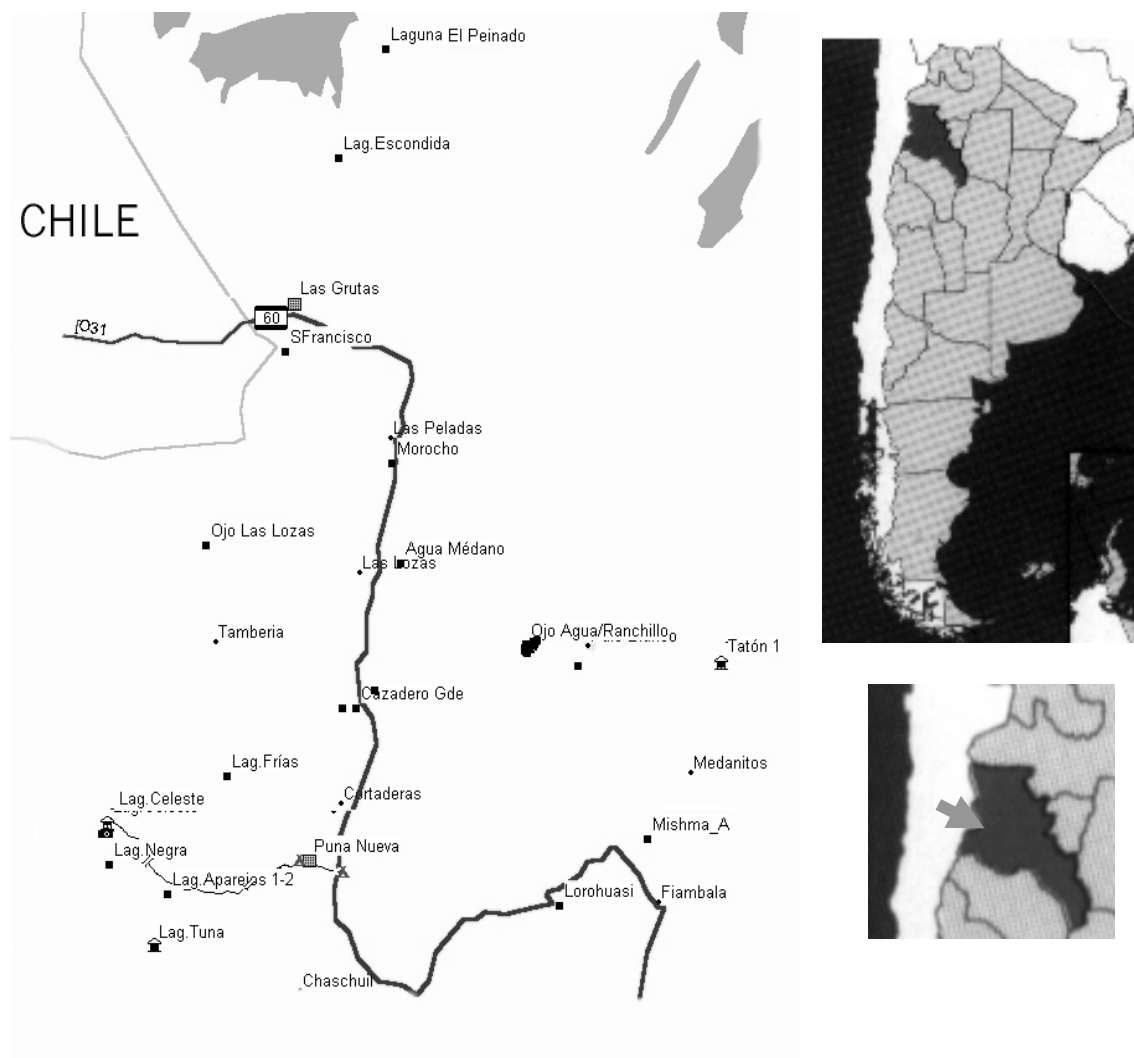 Laguna El Peinado
Lag.Escondida
CHILE
Las Grutas
60
SFrancisco
Las Peladas
Morocho
Ojo Las Lozas
Agua Médano
Las Lozas
Tamberia
Ojo Agua/Ranchillo
Tatón 1
Cazadero Gde
Lag.Frías
Medanitos
Lag.Celeste
Cortaderas
Mishma_A
Puna Nueva
Lag.Negra
Lag.Aparejos 1-2
Lorohuasi
Fiambala
Lag.Tuna
Chaschuil